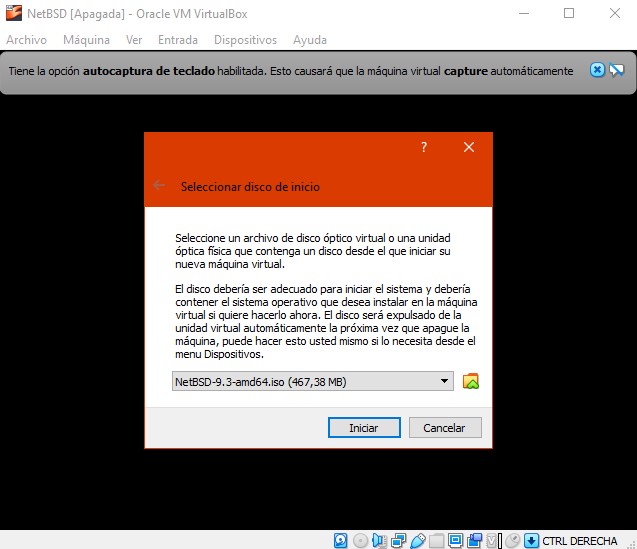 NetBSD [Apagada] - Oracle VM VirtualBox
Archivo Máquina Ver Entrada Dispositivos Ayuda
Tiene la opción autocaptura de teclado habilitada. Esto causará que la máquina virtual capture automáticamente
?
Seleccionar disco de inicio
Seleccione un archivo de disco óptico virtual o una unidad
óptica física que contenga un disco desde el que iniciar su
nueva máquina virtual.
El disco debería ser adecuado para iniciar el sistema y debería
contener el sistema operativo que desea instalar en la máquina
virtual si quiere hacerlo ahora. El disco será expulsado de la
unidad virtual automáticamente la próxima vez que apague la
máquina, puede hacer esto usted mismo si lo necesita desde el
menu Dispositivos.
NetBSD-9.3-amd64.iso (467,38 MB)
Iniciar Cancelar
CTRL DERECHA